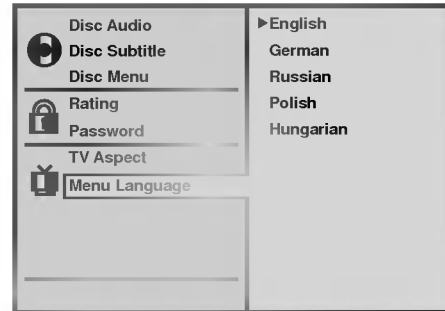 Disc Audio
Disc Subtitle
Disc Menu
Rating
Password
TV Aspect
Menu Language
English
German
Russian
Polish
Hungarian